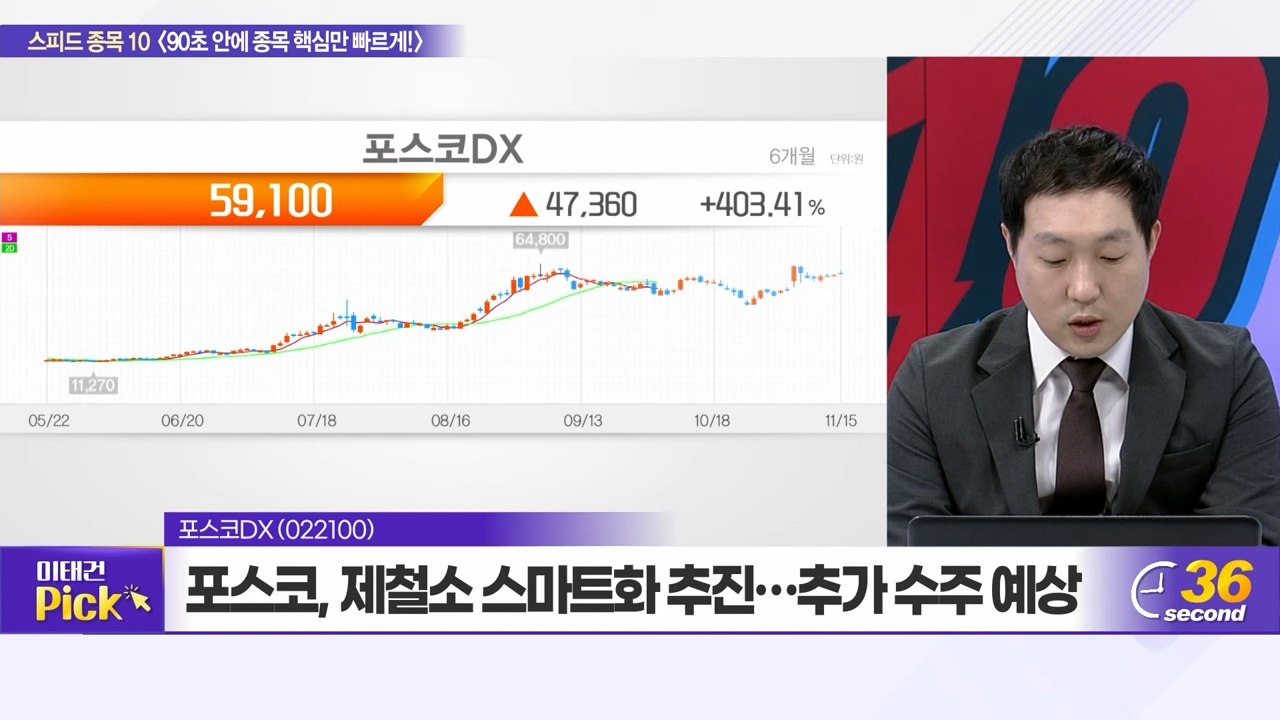 스피드 종목 10 〈90초 안에 종목 핵심만 빠르게!〉
포스코DX
6개월 단위:원
59,100 ▲ 47,360 +403.41%
5
20
64,800
11,270
05/22 06/20 07/18 08/16 09/13 10/18 11/15
10
포스코DX (022100)
이태건
Pick
포스코, 제철소 스마트화 추진…추가 수주 예상
36
second